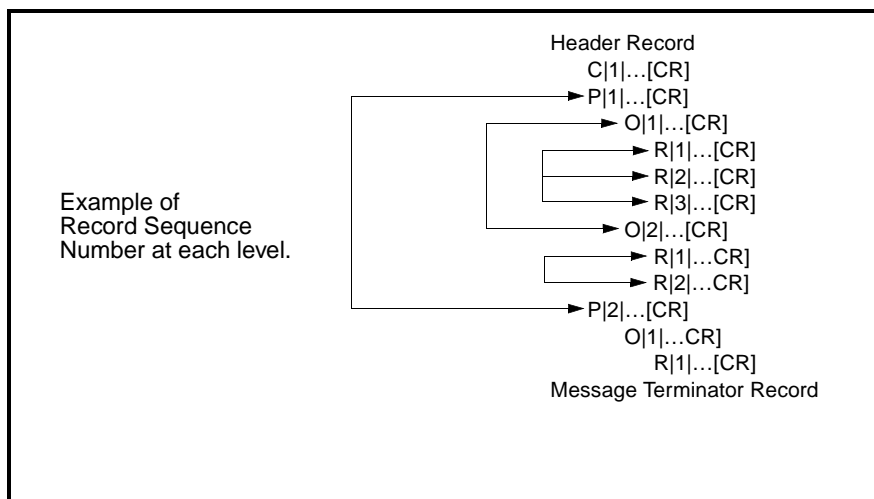 Header Record
C|1|…[CR]
P|1|…[CR]
O|1|…[CR]
R|1|…[CR]
R|2|…[CR]
R|3|…[CR]
O|2|…[CR]
R|1|…CR]
R|2|…CR]
P|2|…[CR]
O|1|…CR]
R|1|…[CR]
Message Terminator Record
Example of
Record Sequence
Number at each level.